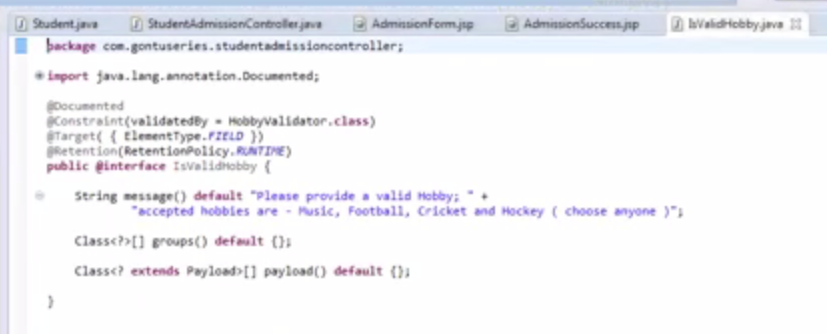 Student.java StudentAdmissionController.java AdmissionForm.jsp AdmissionSuccess.jsp IsValidHobby.java
package com.gontuseries.studentadmissioncontroller;
import java.lang.annotation.Documented;
@Documented
@Constraint(validatedBy = HobbyValidator.class)
@Target( { ElementType.FIELD })
@Retention(RetentionPolicy.RUNTIME)
public @interface IsValidHobby {
String message() default "Please provide a valid Hobby; " +
"accepted hobbies are - Music, Football, Cricket and Hockey ( choose anyone )";
Class<?>[] groups() default {};
Class<? extends Payload>[] payload() default {};
}